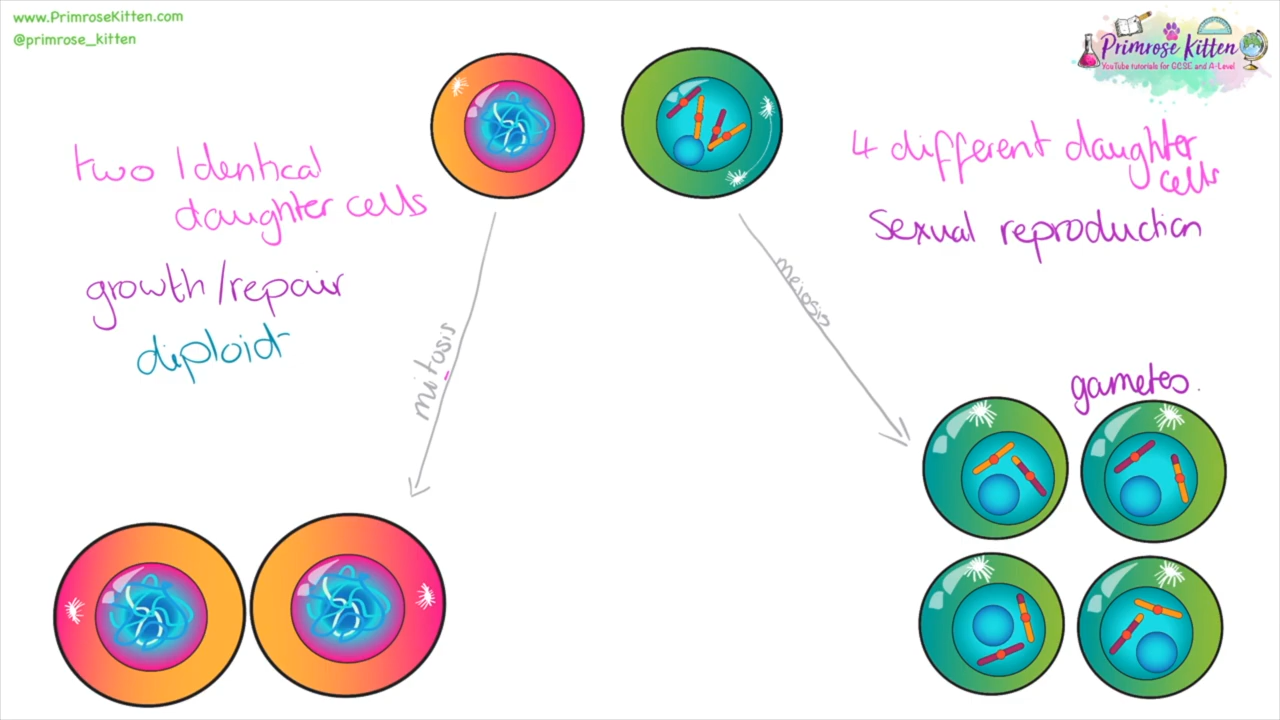 www.PrimroseKitten.com
@primrose_kitten
Primrose Kitten
YouTube tutorials for GCSE and A-Level
two Identical
daughter cells
growth/repair
diploid
mitosis
meiosis
4 different daughter
cells
Sexual reproduction
gametes.